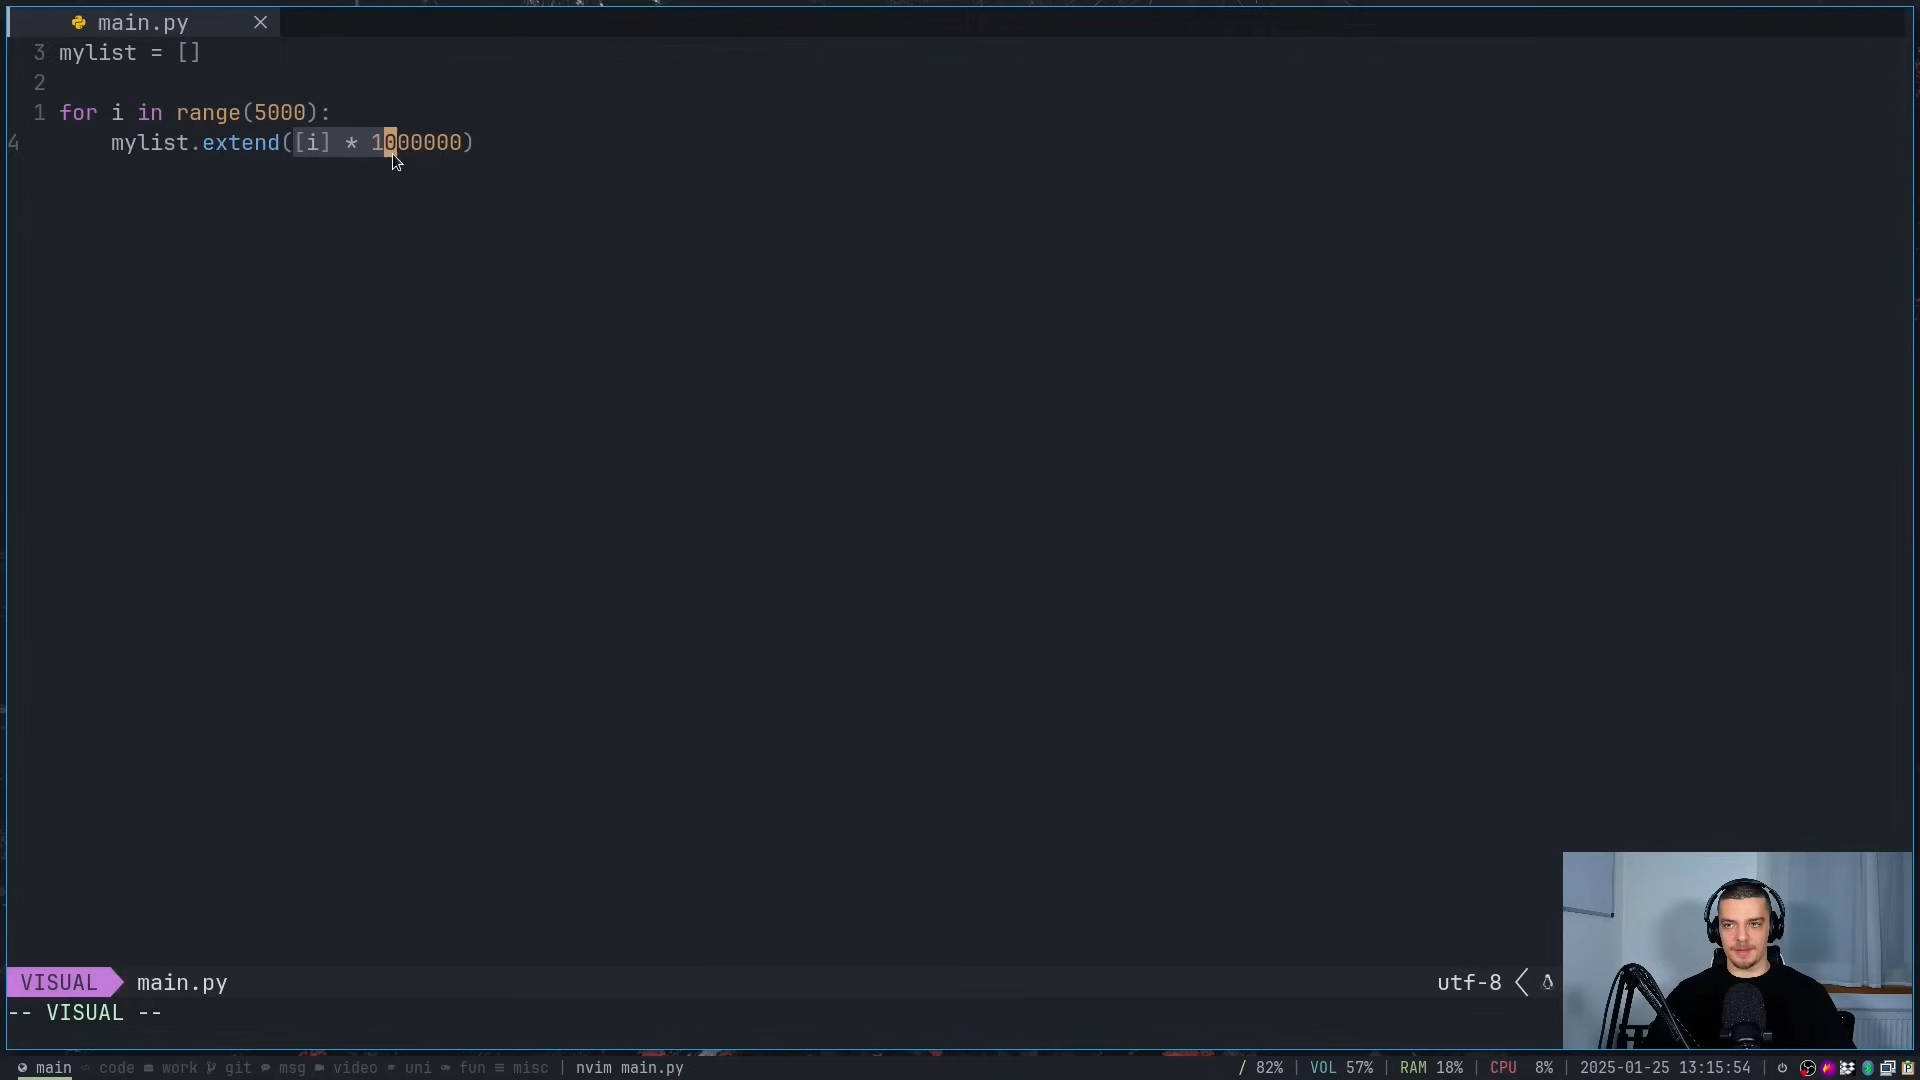 main.py
3 mylist = []
2
1 for i in range(5000):
4 mylist.extend([i] * 1000000)
VISUAL main.py utf-8
-- VISUAL --
main code work git msg video uni fun misc | nvim main.py / 82% | VOL 57% | RAM 18% | CPU 8% | 2025-01-25 13:15:54 |